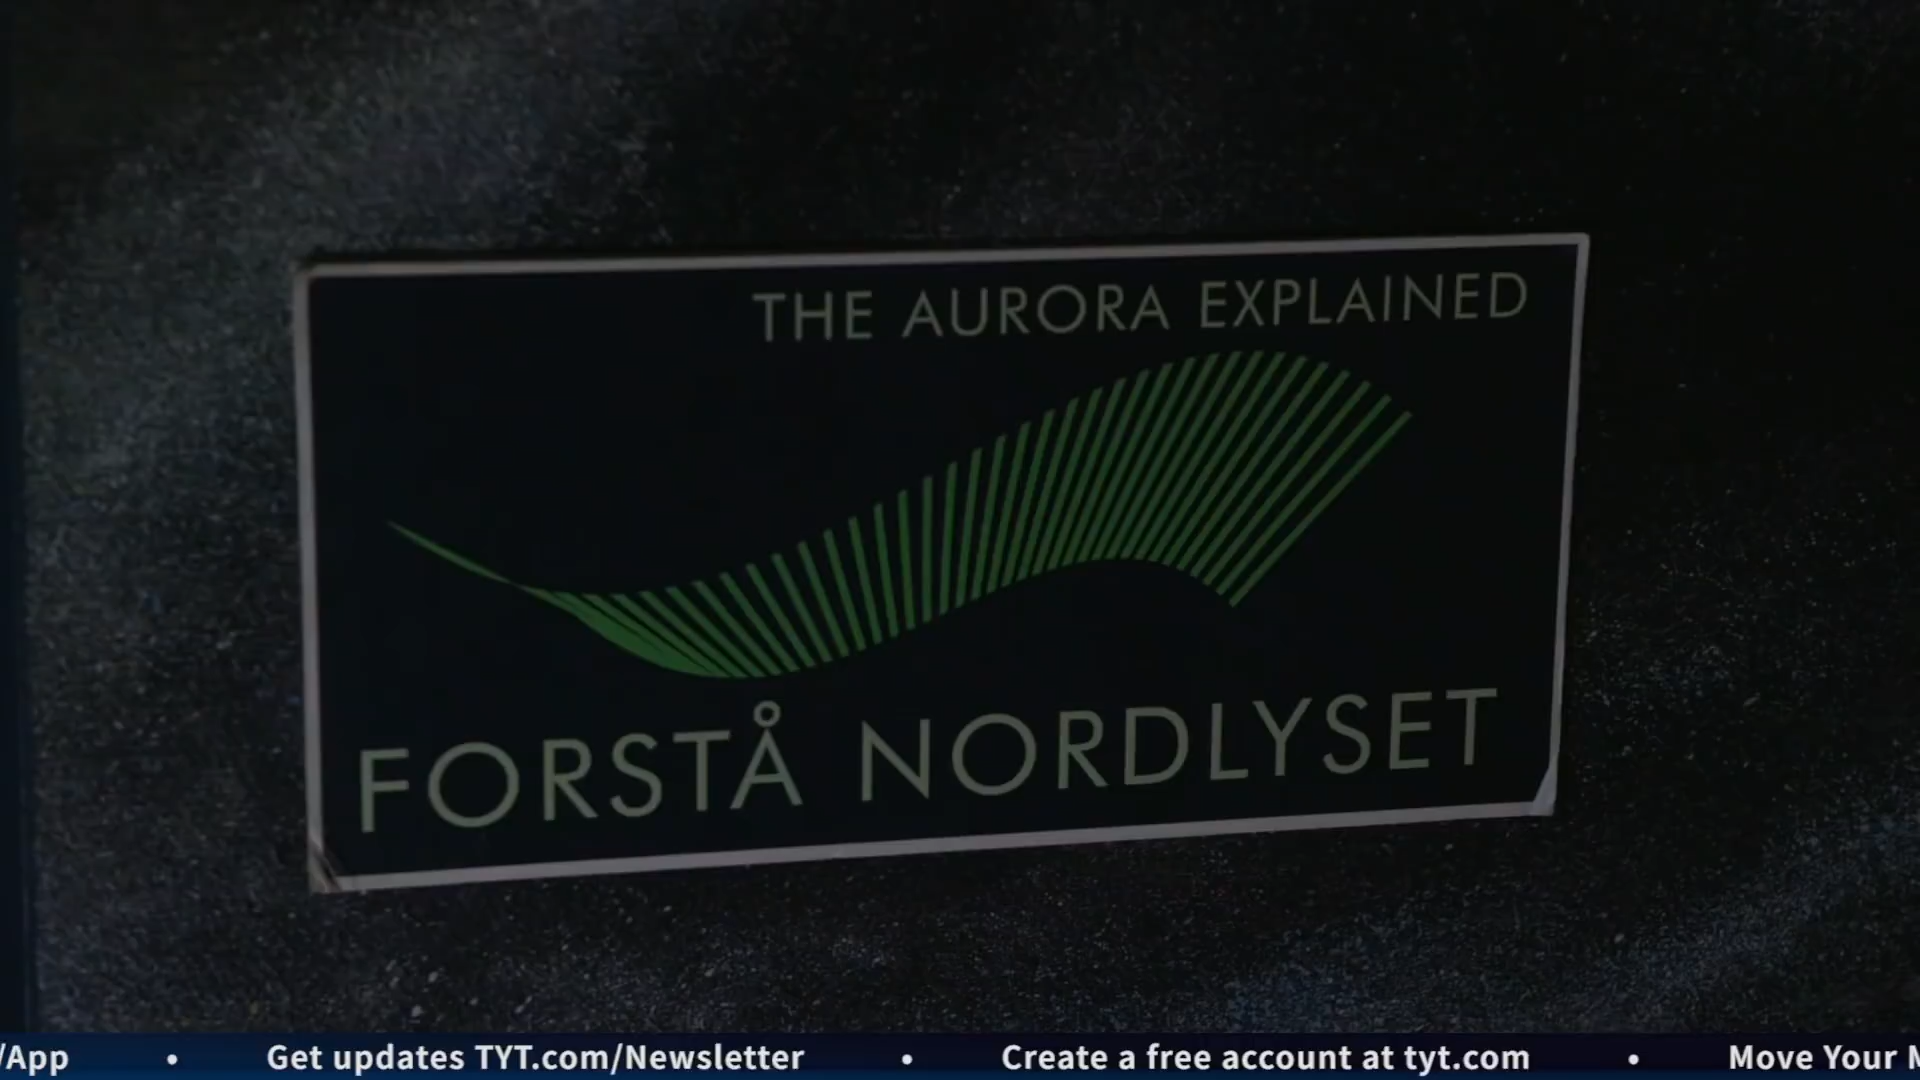 THE AURORA EXPLAINED
FORSTÅ NORDLYSET
/App • Get updates TYT.com/Newsletter • Create a free account at tyt.com • Move Your